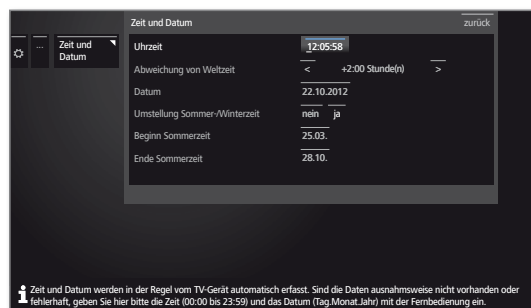 Zeit und Datum
zurück
...
Zeit und
Datum
Uhrzeit 12:05:58
Abweichung von Weltzeit < +2:00 Stunde(n) >
Datum 22.10.2012
Umstellung Sommer-/Winterzeit nein ja
Beginn Sommerzeit 25.03.
Ende Sommerzeit 28.10.
Zeit und Datum werden in der Regel vom TV-Gerät automatisch erfasst. Sind die Daten ausnahmsweise nicht vorhanden oder
fehlerhaft, geben Sie hier bitte die Zeit (00:00 bis 23:59) und das Datum (Tag.Monat.Jahr) mit der Fernbedienung ein.